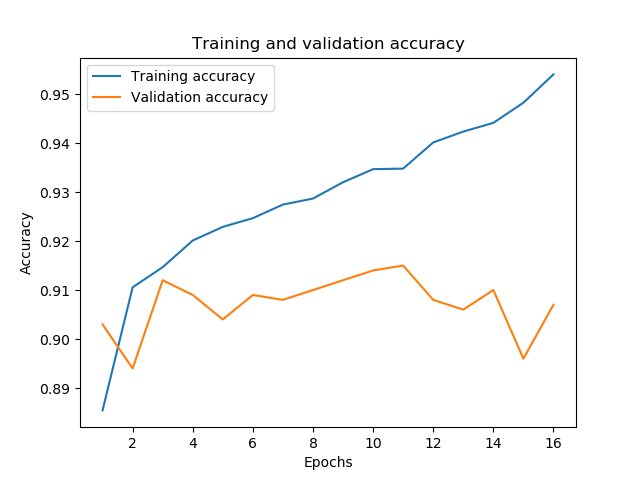 Training and validation accuracy
Training accuracy
Validation accuracy
0.95
0.94
0.93
0.92
0.91
0.90
0.89
Accuracy
2 4 6 8 10 12 14 16
Epochs